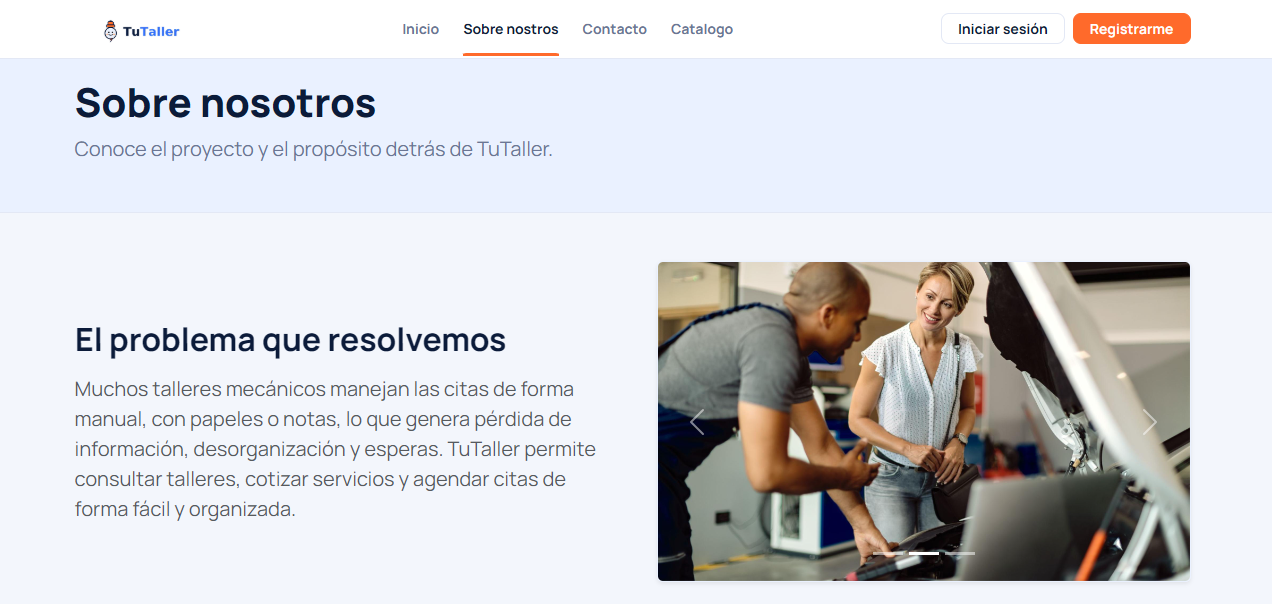 TuTaller
Inicio
Sobre nostros
Contacto
Catalogo
Iniciar sesión
Registrarme
Sobre nosotros
Conoce el proyecto y el propósito detrás de TuTaller.
El problema que resolvemos
Muchos talleres mecánicos manejan las citas de forma
manual, con papeles o notas, lo que genera pérdida de
información, desorganización y esperas. TuTaller permite
consultar talleres, cotizar servicios y agendar citas de
forma fácil y organizada.